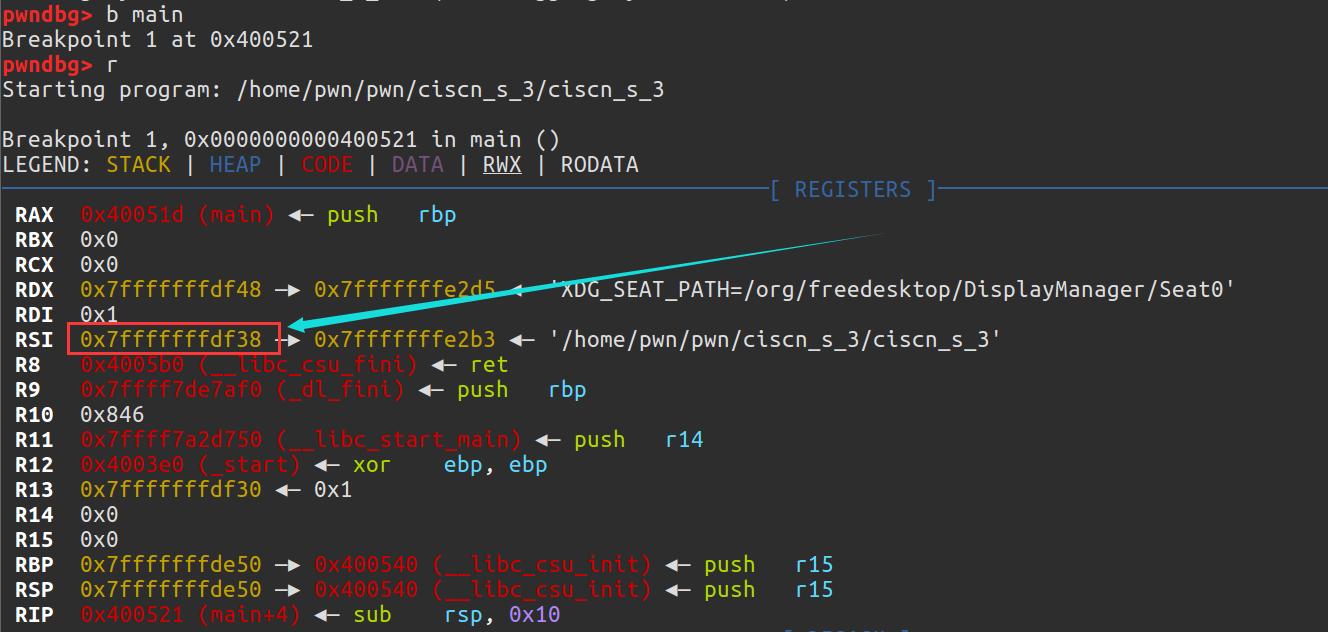 pwndbg> b main
Breakpoint 1 at 0x400521
pwndbg> r
Starting program: /home/pwn/pwn/ciscn_s_3/ciscn_s_3
Breakpoint 1, 0x0000000000400521 in main ()
LEGEND: STACK | HEAP | CODE | DATA | RWX | RODATA
[ REGISTERS ]
RAX 0x40051d (main) ◂— push rbp
RBX 0x0
RCX 0x0
RDX 0x7fffffffdf48 —▸ 0x7fffffffe2d5 ◂— 'XDG_SEAT_PATH=/org/freedesktop/DisplayManager/Seat0'
RDI 0x1
RSI 0x7fffffffdf38 —▸ 0x7fffffffe2b3 ◂— '/home/pwn/pwn/ciscn_s_3/ciscn_s_3'
R8 0x4005b0 (__libc_csu_fini) ◂— ret
R9 0x7ffff7de7af0 (_dl_fini) ◂— push rbp
R10 0x846
R11 0x7ffff7a2d750 (__libc_start_main) ◂— push r14
R12 0x4003e0 (_start) ◂— xor ebp, ebp
R13 0x7fffffffdf30 ◂— 0x1
R14 0x0
R15 0x0
RBP 0x7fffffffde50 —▸ 0x400540 (__libc_csu_init) ◂— push r15
RSP 0x7fffffffde50 —▸ 0x400540 (__libc_csu_init) ◂— push r15
RIP 0x400521 (main+4) ◂— sub rsp, 0x10